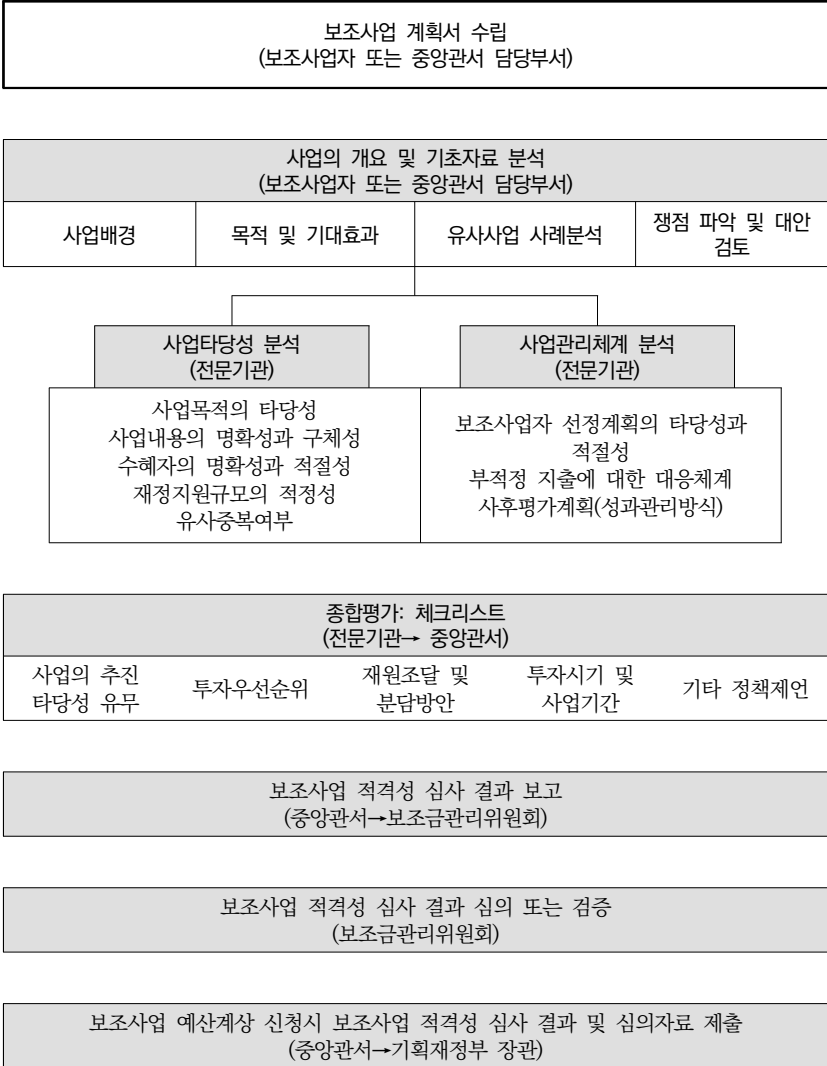 보조사업 계획서 수립
(보조사업자 또는 중앙관서 담당부서)
사업의 개요 및 기초자료 분석
(보조사업자 또는 중앙관서 담당부서)
사업배경
목적 및 기대효과
유사사업 사례분석
쟁점 파악 및 대안
검토
사업타당성 분석
(전문기관)
사업목적의 타당성
사업내용의 명확성과 구체성
수혜자의 명확성과 적절성
재정지원규모의 적정성
유사중복여부
사업관리체계 분석
(전문기관)
보조사업자 선정계획의 타당성과
적절성
부적정 지출에 대한 대응체계
사후평가계획(성과관리방식)
종합평가: 체크리스트
(전문기관→ 중앙관서)
사업의 추진
타당성 유무
투자우선순위
재원조달 및
분담방안
투자시기 및
사업기간
기타 정책제언
보조사업 적격성 심사 결과 보고
(중앙관서→보조금관리위원회)
보조사업 적격성 심사 결과 심의 또는 검증
(보조금관리위원회)
보조사업 예산계상 신청시 보조사업 적격성 심사 결과 및 심의자료 제출
(중앙관서→기획재정부 장관)